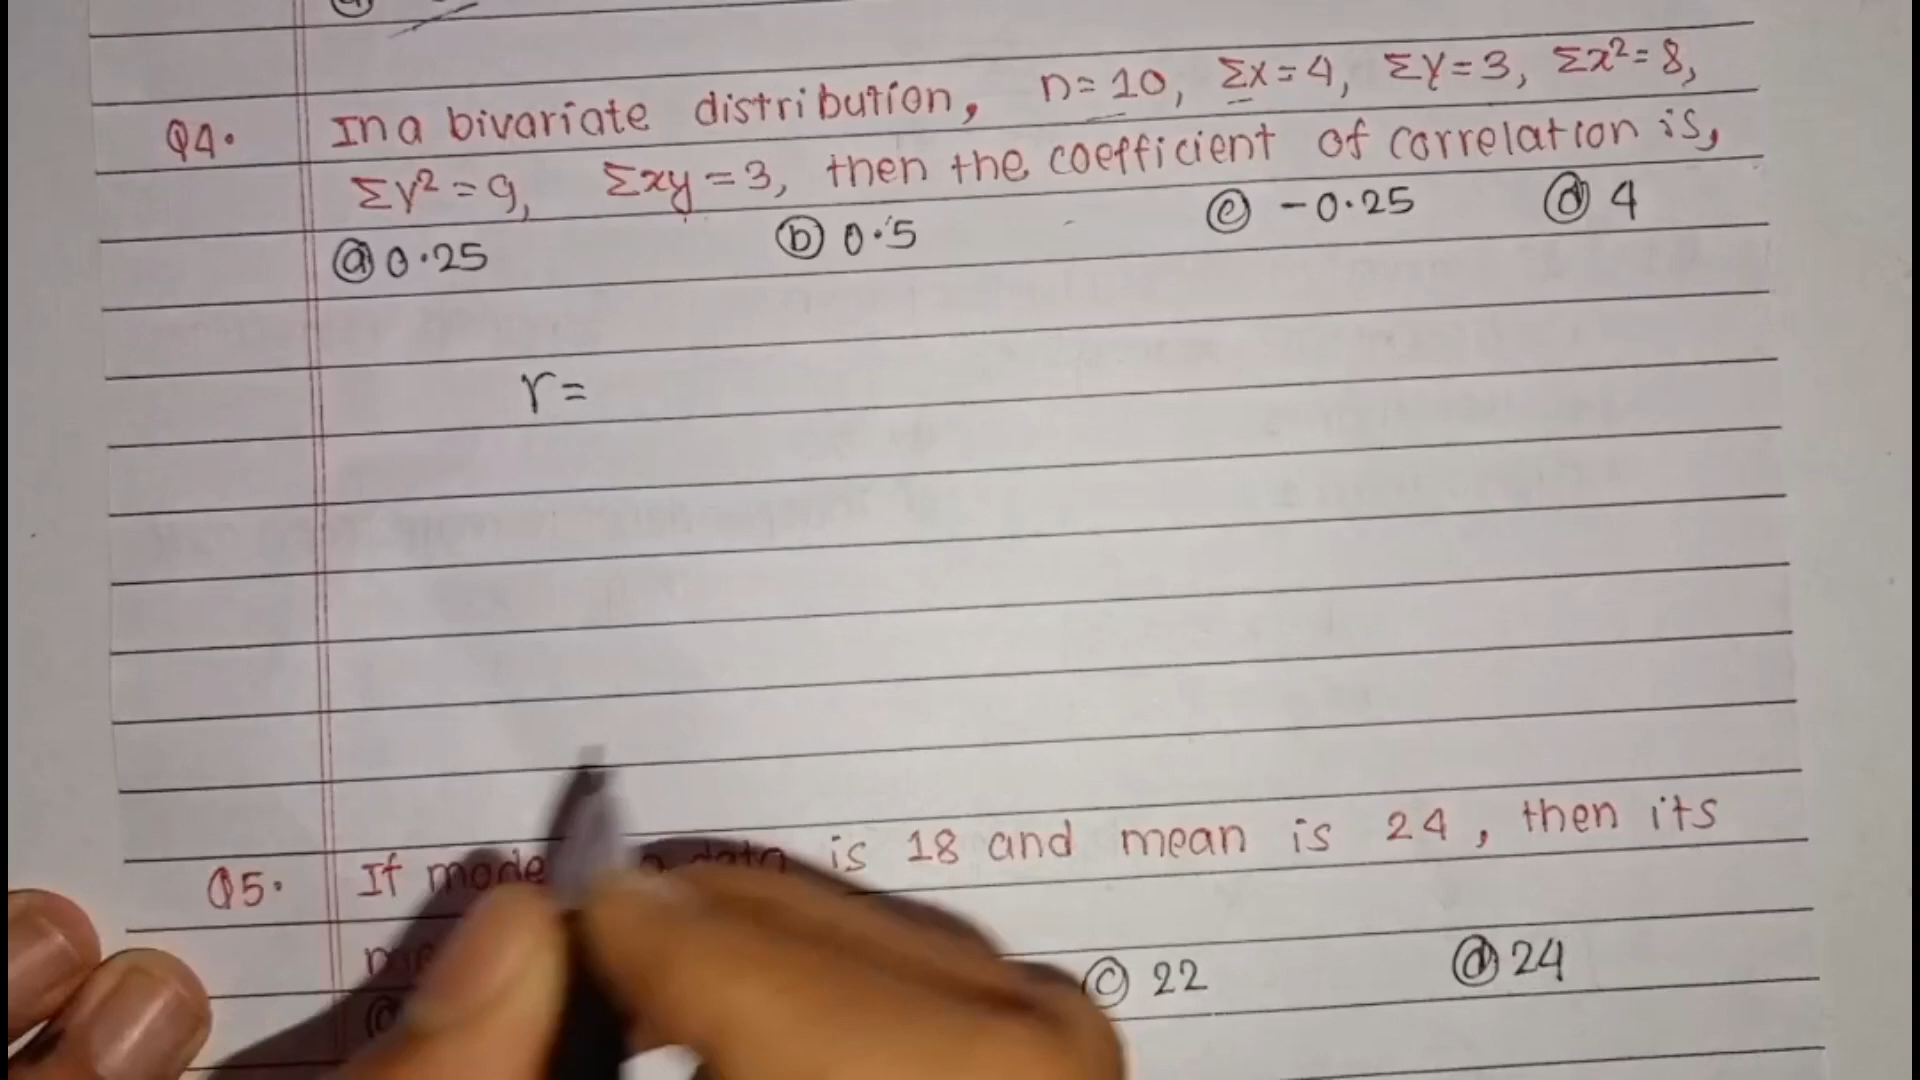 Q4. In a bivariate distribution, n=10, Σx=4, ΣY=3, Σx²=8,
ΣY²=9, Σxy=3, then the coefficient of correlation is,
ⓐ 0.25 ⓑ 0.5 ⓒ -0.25 ⓓ 4
r=
Q5. If mode is 18 and mean is 24, then its
ⓒ 22 ⓓ 24